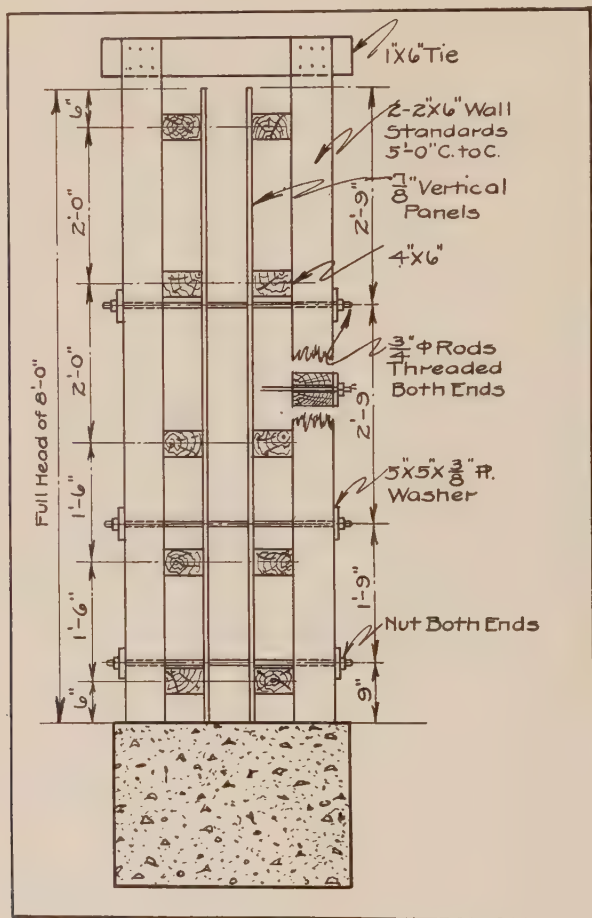 1"X6" Tie
2-2"X6" Wall
Standards
5'-0" C. to C.
7/8" Vertical
Panels
4"X6"
3/4" Φ Rods
Threaded
Both Ends
5"X5"X 3/8" Pl.
Washer
Nut Both Ends
Full Head of 8'-0"
6"
2'-0"
2'-0"
1'-6"
1'-6"
6"
2'-9"
2'-9
1'-9"
9"